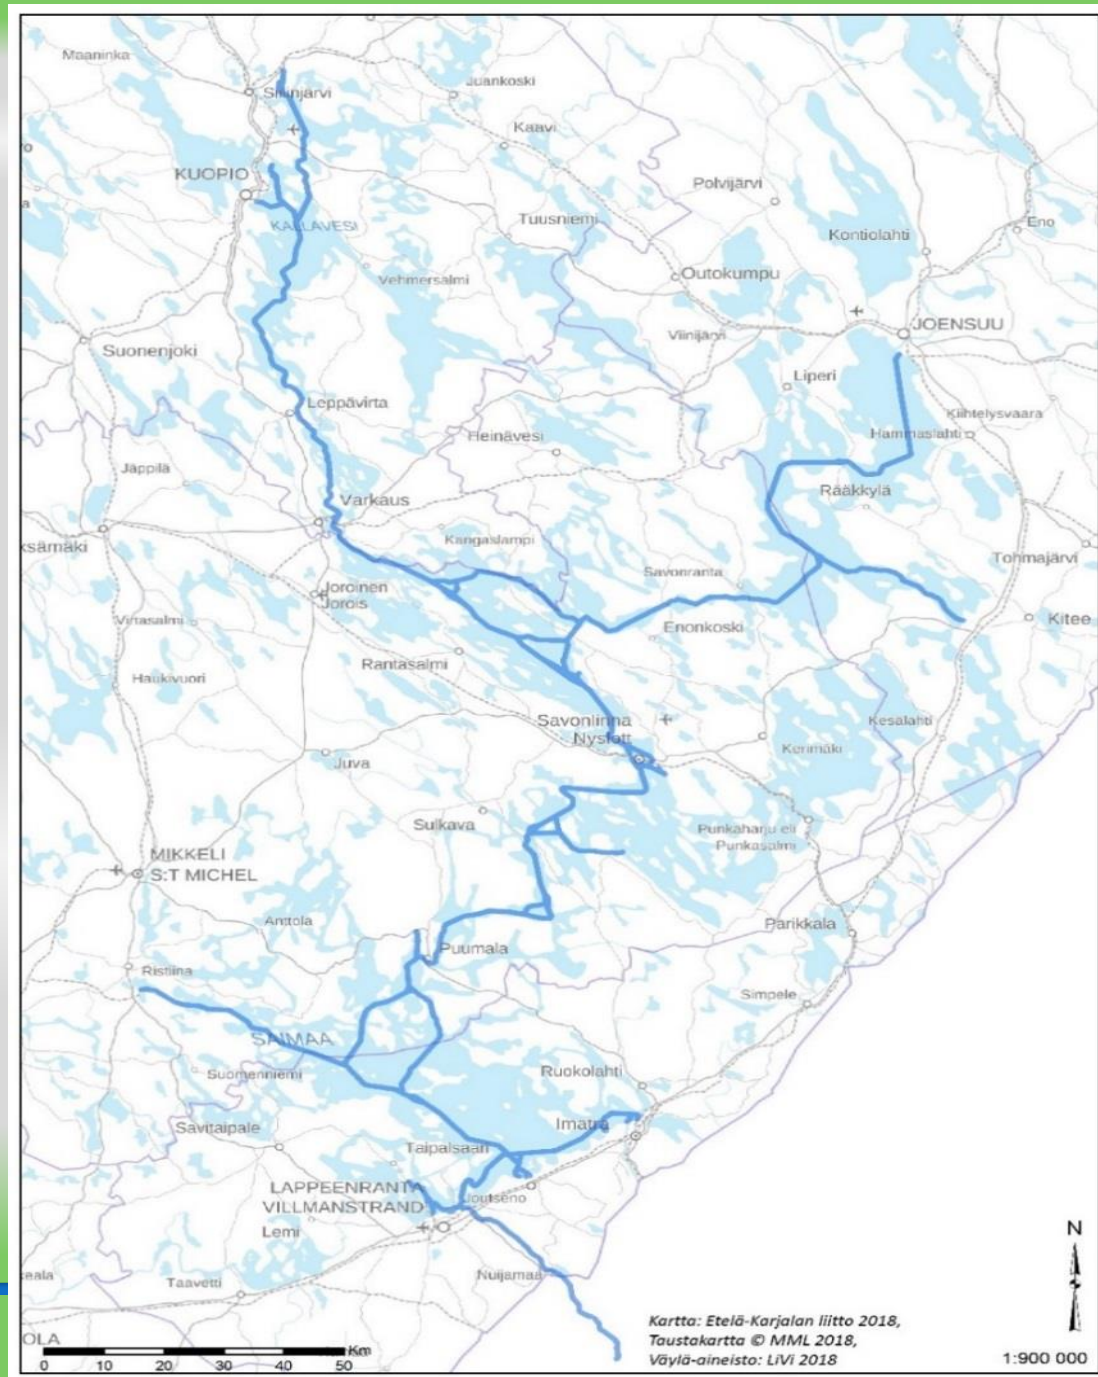 Maaninka
Juankoski
Siilinjärvi
Kaavi
KUOPIO
Polvijärvi
Tuusniemi
KALLAVESI
Kontiolahti
Eno
Vehmersalmi
Outokumpu
Viinijärvi
JOENSUU
Suonenjoki
Liperi
Leppävirta
Kiihtelysvaara
Heinävesi
Hammaslahti
Jäppilä
Rääkkylä
Varkaus
Kangaslampi
ksämäki
Tohmajärvi
Savonranta
Joroinen
Jorois
Virtasalmi
Kitee
Enonkoski
Rantasalmi
Haukivuori
Savonlinna
Nyslott
Kesälahti
Kerimäki
Juva
Sulkava
Punkaharju eli
Punkasalmi
MIKKELI
S:T MICHEL
Anttola
Parikkala
Puumala
Ristiina
Simpele
SAIMAA
Suomenniemi
Ruokolahti
Savitaipale
Imatra
Taipalsaari
LAPPEENRANTA
VILLMANSTRAND
Joutseno
Lemi
N
Nuijamaa
Taavetti
eala
OLA
Kartta: Etelä-Karjalan liitto 2018,
Taustakartta © MML 2018,
Väylä-aineisto: LiVi 2018
Km
0 10 20 30 40 50
1:900 000